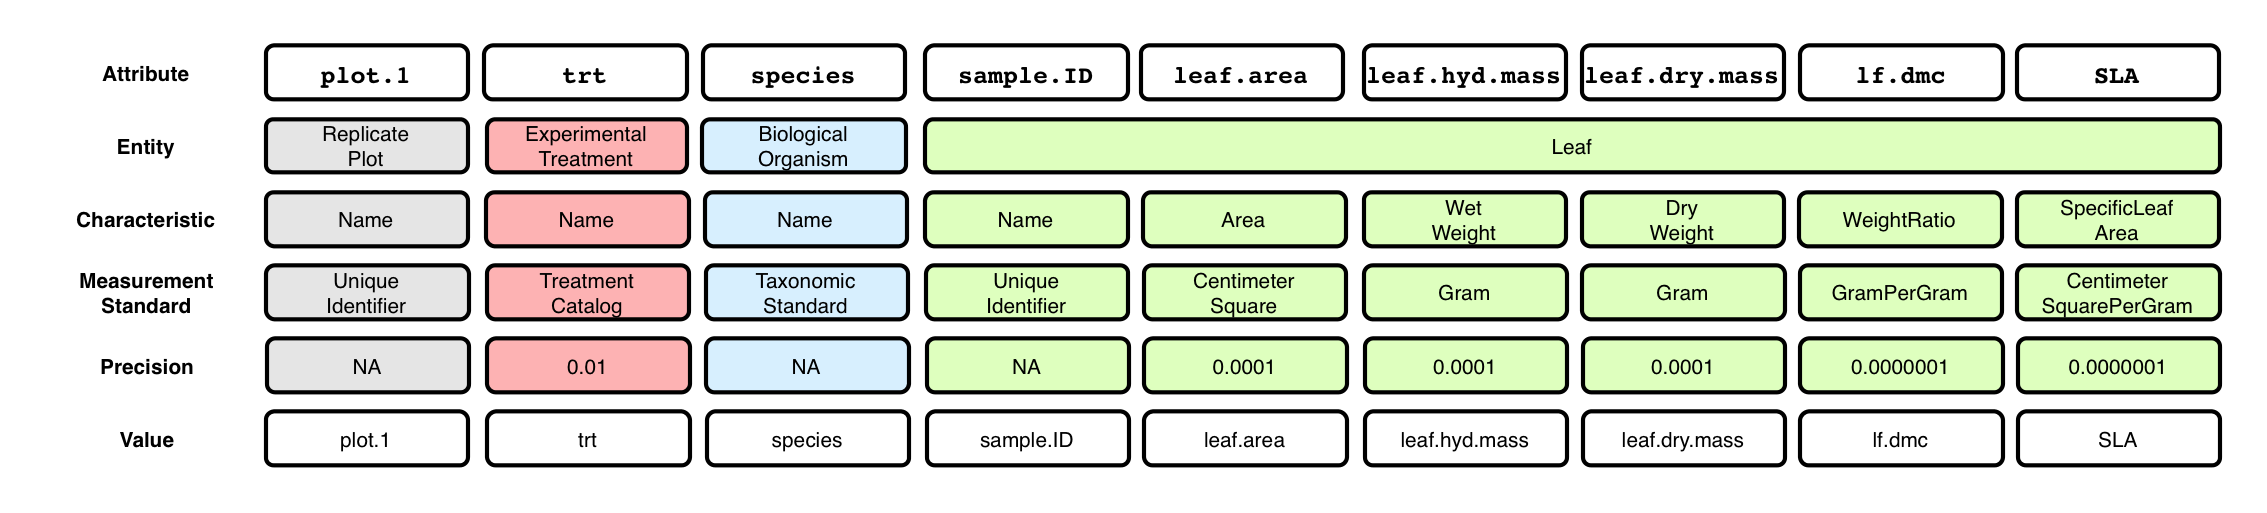 Attribute plot.1 trt species sample.ID leaf.area leaf.hyd.mass leaf.dry.mass lf.dmc SLA
Entity Replicate Plot Experimental Treatment Biological Organism Leaf
Characteristic Name Name Name Name Area Wet Weight Dry Weight WeightRatio SpecificLeaf Area
Measurement Standard Unique Identifier Treatment Catalog Taxonomic Standard Unique Identifier Centimeter Square Gram Gram GramPerGram Centimeter SquarePerGram
Precision NA 0.01 NA NA 0.0001 0.0001 0.0001 0.0000001 0.0000001
Value plot.1 trt species sample.ID leaf.area leaf.hyd.mass leaf.dry.mass lf.dmc SLA